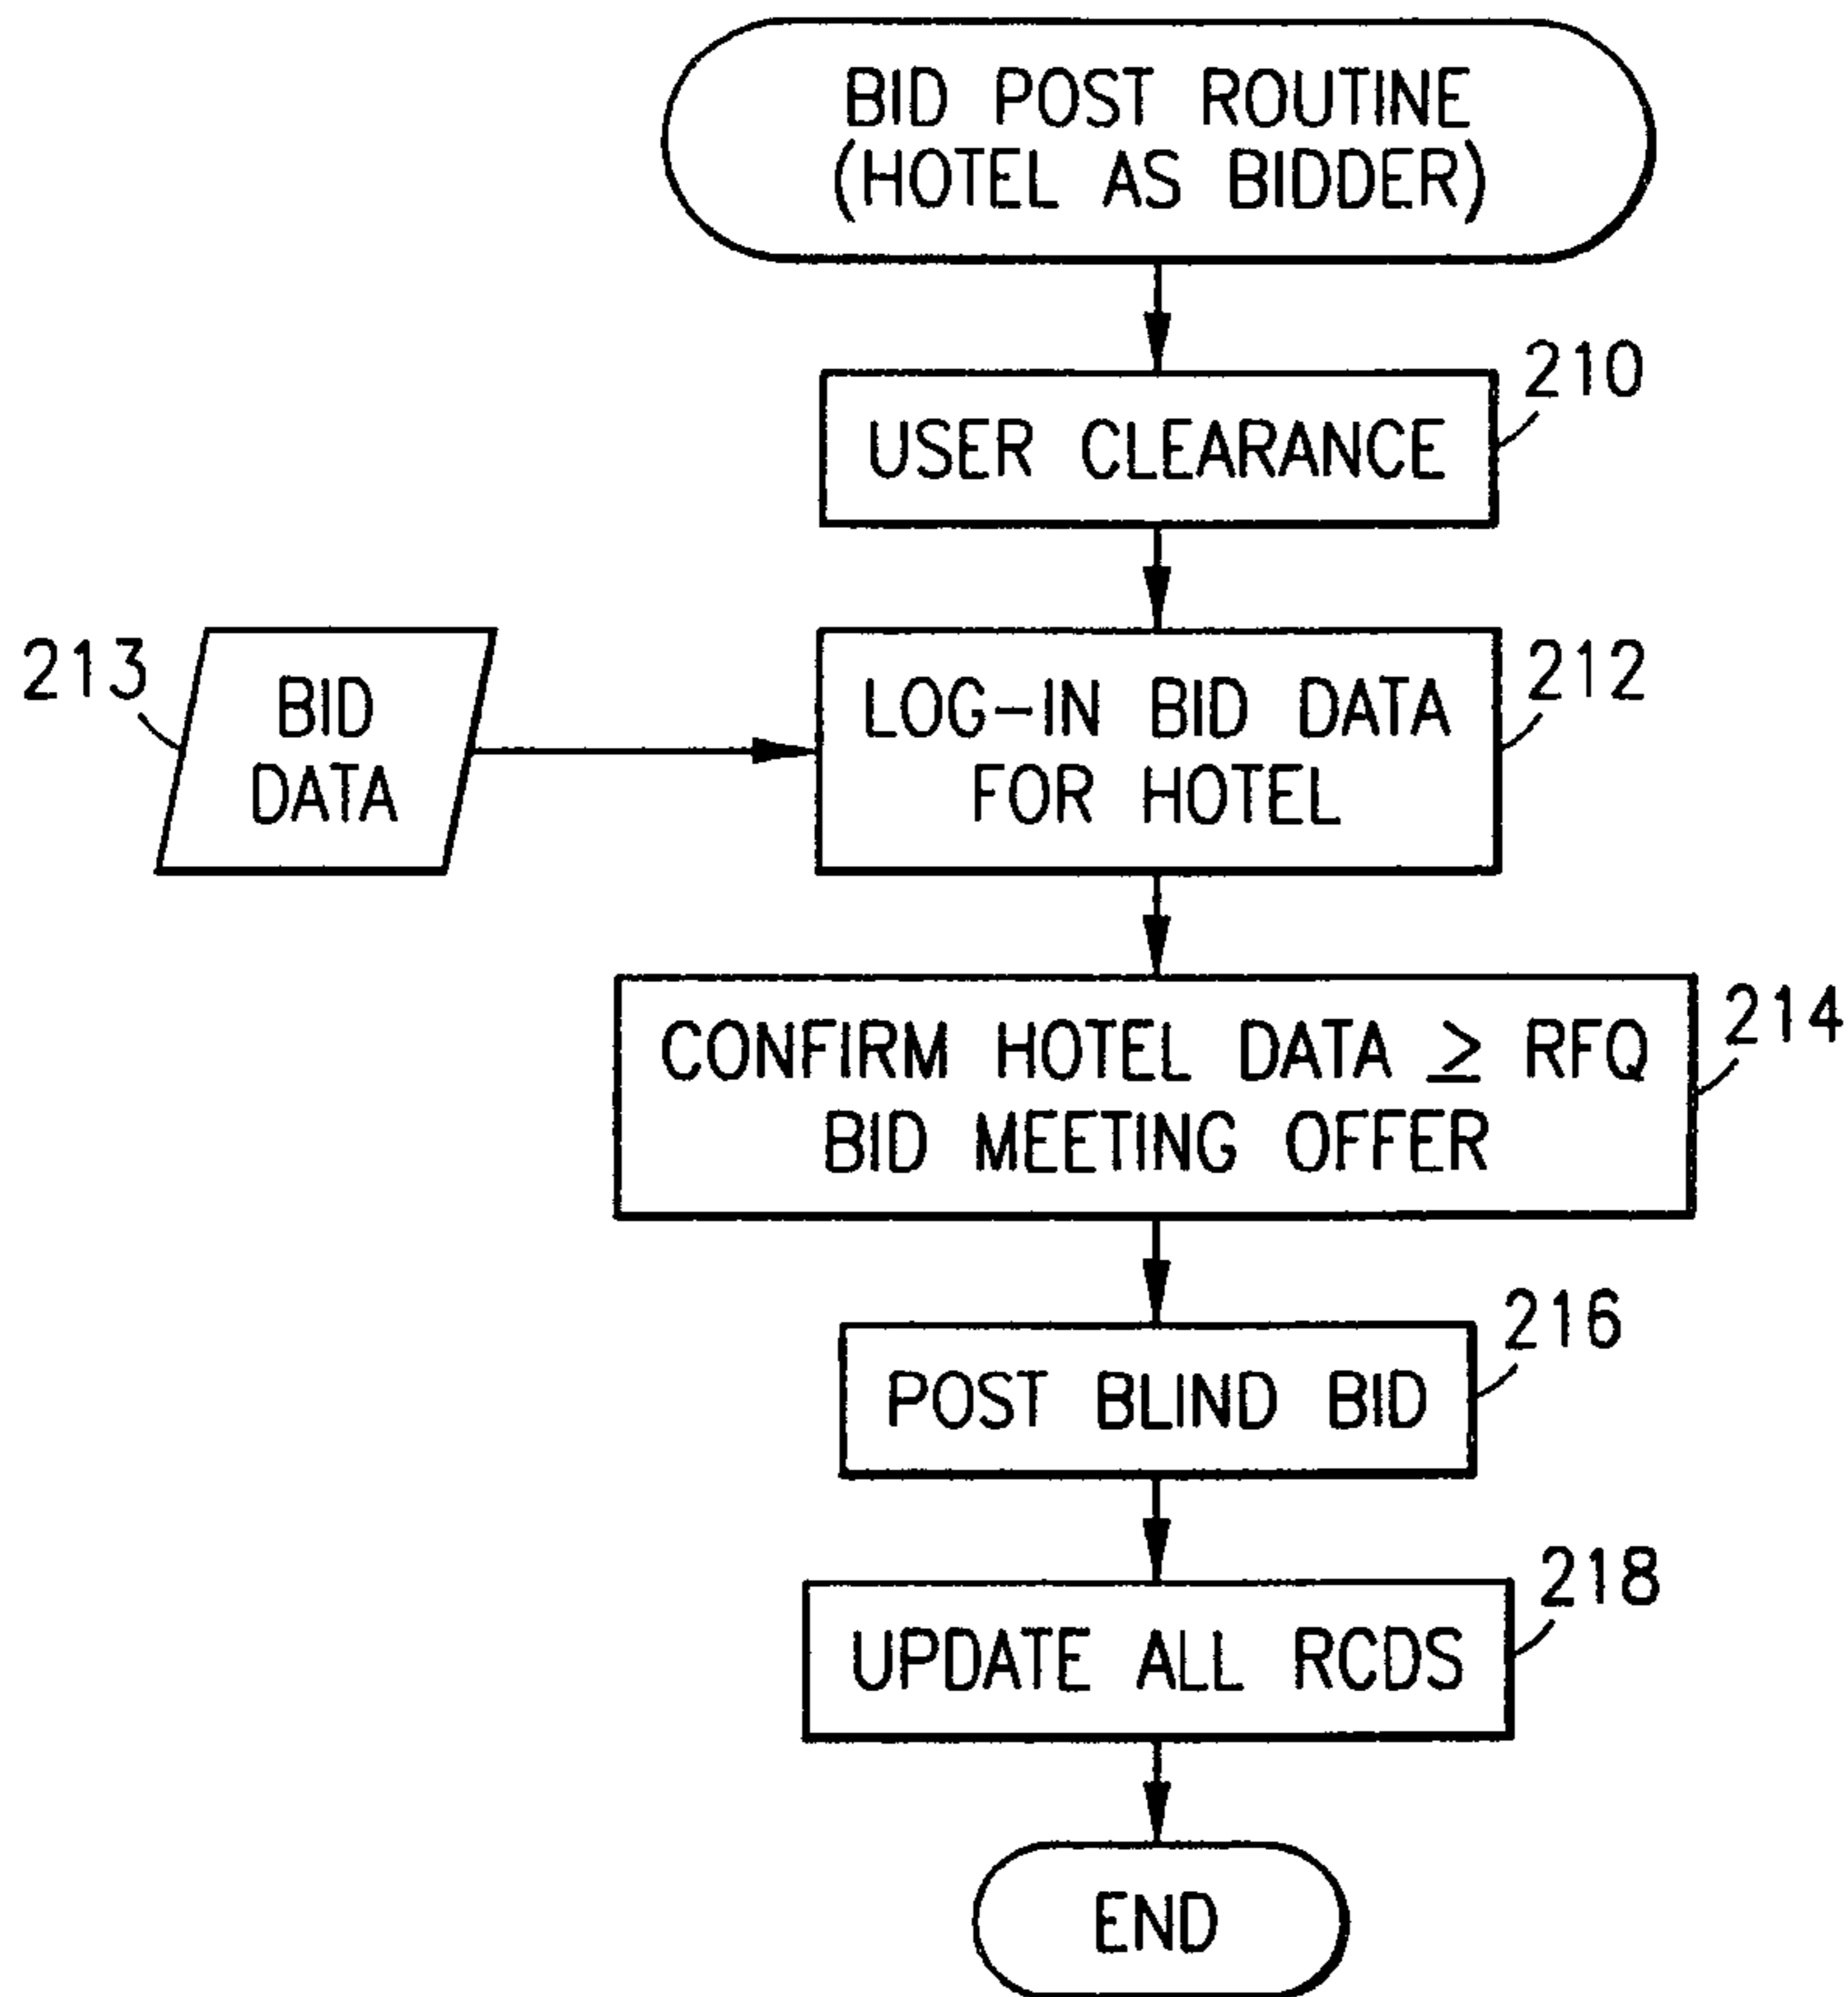 BID POST ROUTINE
(HOTEL AS BIDDER)
210
USER CLEARANCE
213
BID
DATA
212
LOG-IN BID DATA
FOR HOTEL
214
CONFIRM HOTEL DATA ≥ RFQ
BID MEETING OFFER
216
POST BLIND BID
218
UPDATE ALL RCDS
END